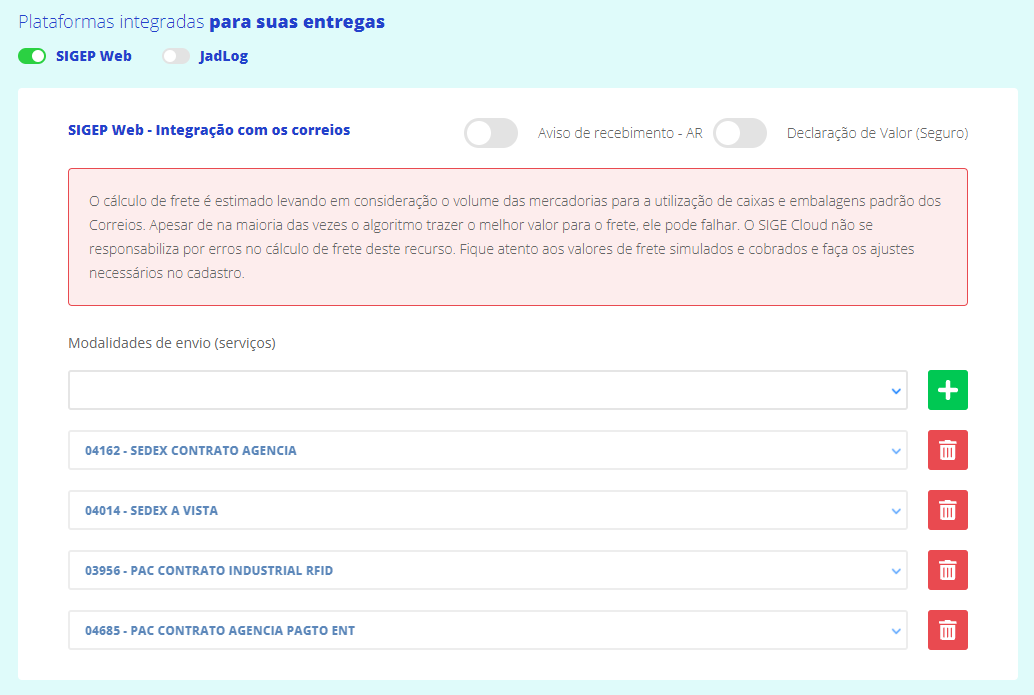 Plataformas integradas para suas entregas
SIGEP Web JadLog
SIGEP Web - Integração com os correios Aviso de recebimento - AR Declaração de Valor (Seguro)
O cálculo de frete é estimado levando em consideração o volume das mercadorias para a utilização de caixas e embalagens padrão dos
Correios. Apesar de na maioria das vezes o algoritmo trazer o melhor valor para o frete, ele pode falhar. O SIGE Cloud não se
responsabiliza por erros no cálculo de frete deste recurso. Fique atento aos valores de frete simulados e cobrados e faça os ajustes
necessários no cadastro.
Modalidades de envio (serviços)
04162 - SEDEX CONTRATO AGENCIA
04014 - SEDEX A VISTA
03956 - PAC CONTRATO INDUSTRIAL RFID
04685 - PAC CONTRATO AGENCIA PAGTO ENT